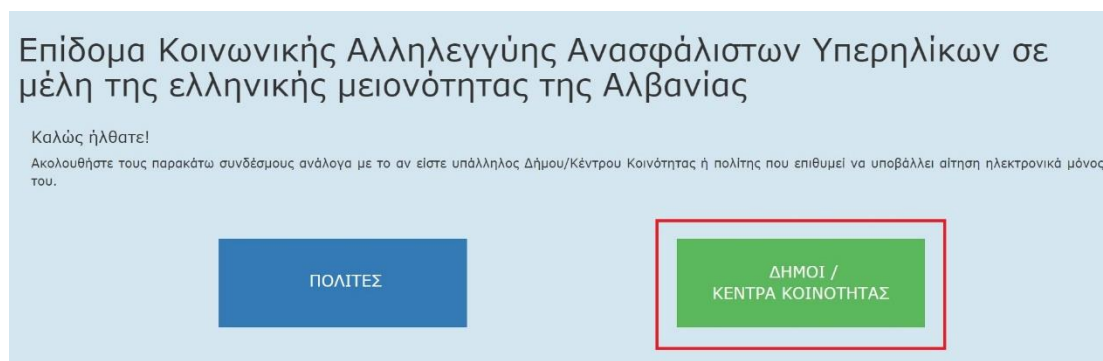 Επίδομα Κοινωνικής Αλληλεγγύης Ανασφάλιστων Υπερηλίκων σε
μέλη της ελληνικής μειονότητας της Αλβανίας
Καλώς ήλθατε!
Ακολουθήστε τους παρακάτω συνδέσμους ανάλογα με το αν είστε υπάλληλος Δήμου/Κέντρου Κοινότητας ή πολίτης που επιθυμεί να υποβάλλει αίτηση ηλεκτρονικά μόνος
του.
ΠΟΛΙΤΕΣ
ΔΗΜΟΙ /
ΚΕΝΤΡΑ ΚΟΙΝΟΤΗΤΑΣ